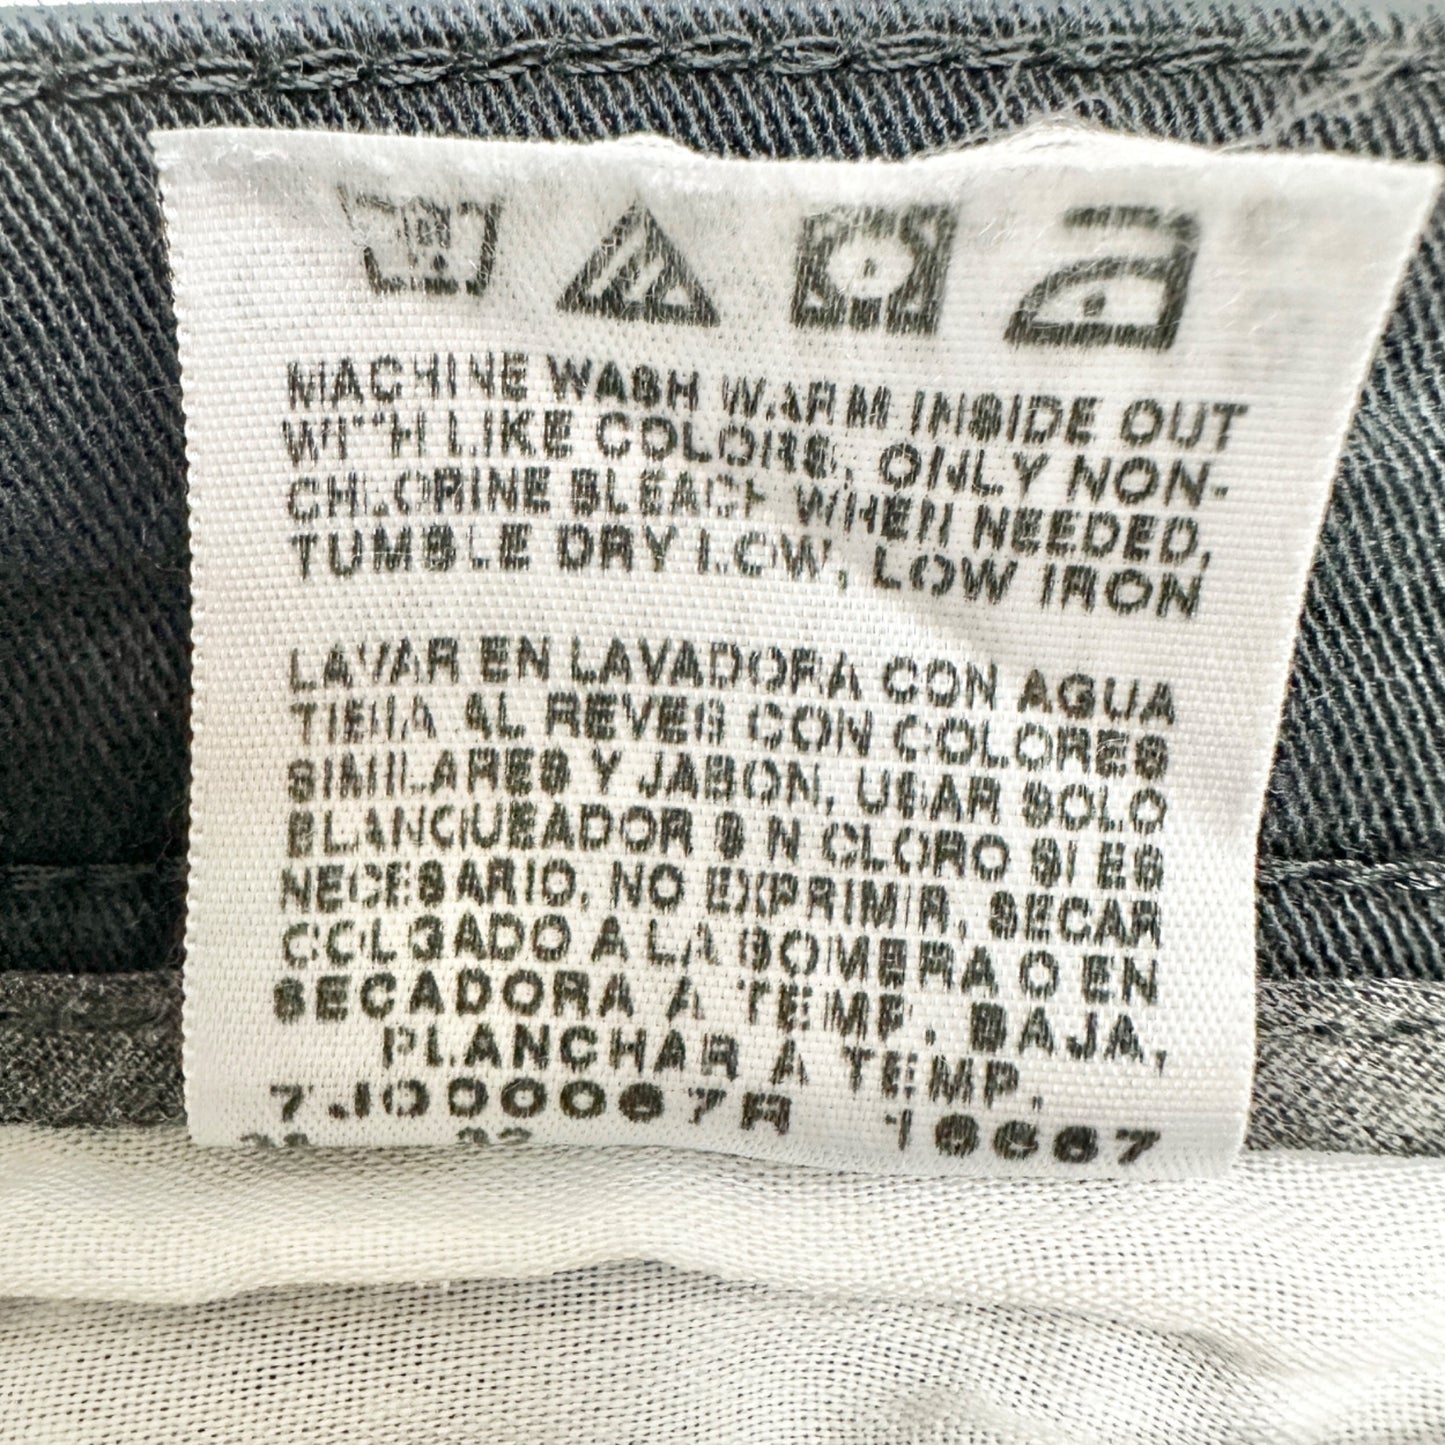 MACHINE WASH WARM INSIDE OUT
WITH LIKE COLORS, ONLY NON-
CHLORINE BLEACH WHEN NEEDED,
TUMBLE DRY LOW, LOW IRON
LAVAR EN LAVADORA CON AGUA
TIBIA AL REVES CON COLORES
SIMILARES Y JABON, USAR SOLO
BLANQUEADOR SIN CLORO SI ES
NECESARIO, NO EXPRIMIR, SECAR
COLGADO A LA SOMBRA O EN
SECADORA A TEMP. BAJA,
PLANCHAR A TEMP.